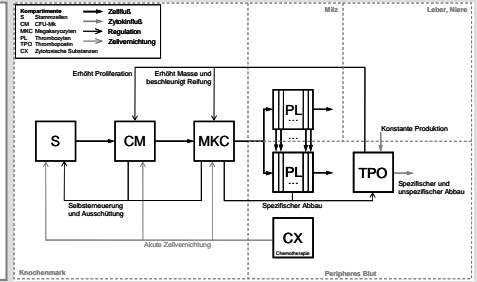 Kompartimente
S Stammzellen
CM CFU-Mk
MKC Megakaryozyten
PL Thrombozyten
TPO Thrombopoetin
CX Zytotoxische Substanzen
Zellfluß
Zytokinfluß
Regulation
Zellvernichtung
Milz
Leber, Niere
Erhöht Proliferation
Erhöht Masse und
beschleunigt Reifung
PL
...
Konstante Produktion
S
CM
MKC
PL
...
TPO
Spezifischer und
unspezifischer Abbau
Selbsterneuerung
und Ausschüttung
Spezifischer Abbau
Akute Zellvernichtung
CX
Chemotherapie
Knochenmark
Peripheres Blut